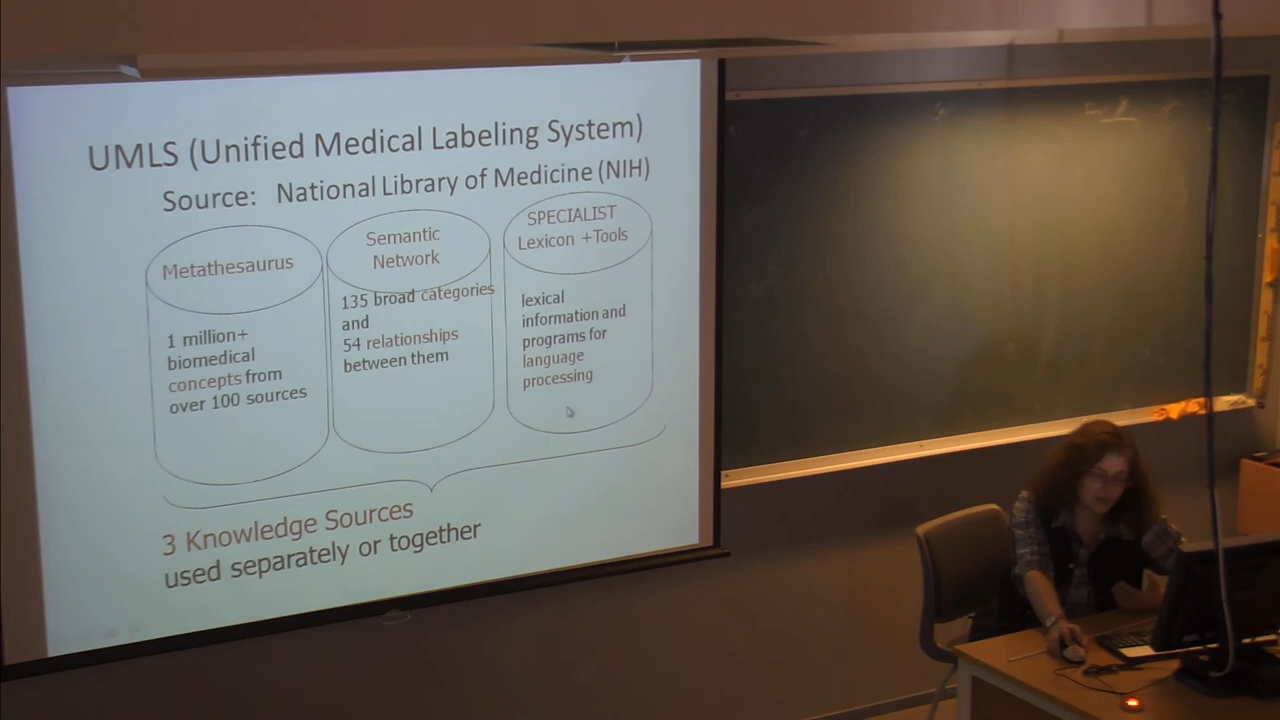 UMLS (Unified Medical Labeling System)
Source: National Library of Medicine (NIH)
Metathesaurus
1 million+
biomedical
concepts from
over 100 sources
Semantic
Network
135 broad categories
and
54 relationships
between them
SPECIALIST
Lexicon +Tools
lexical
information and
programs for
language
processing
3 Knowledge Sources
used separately or together